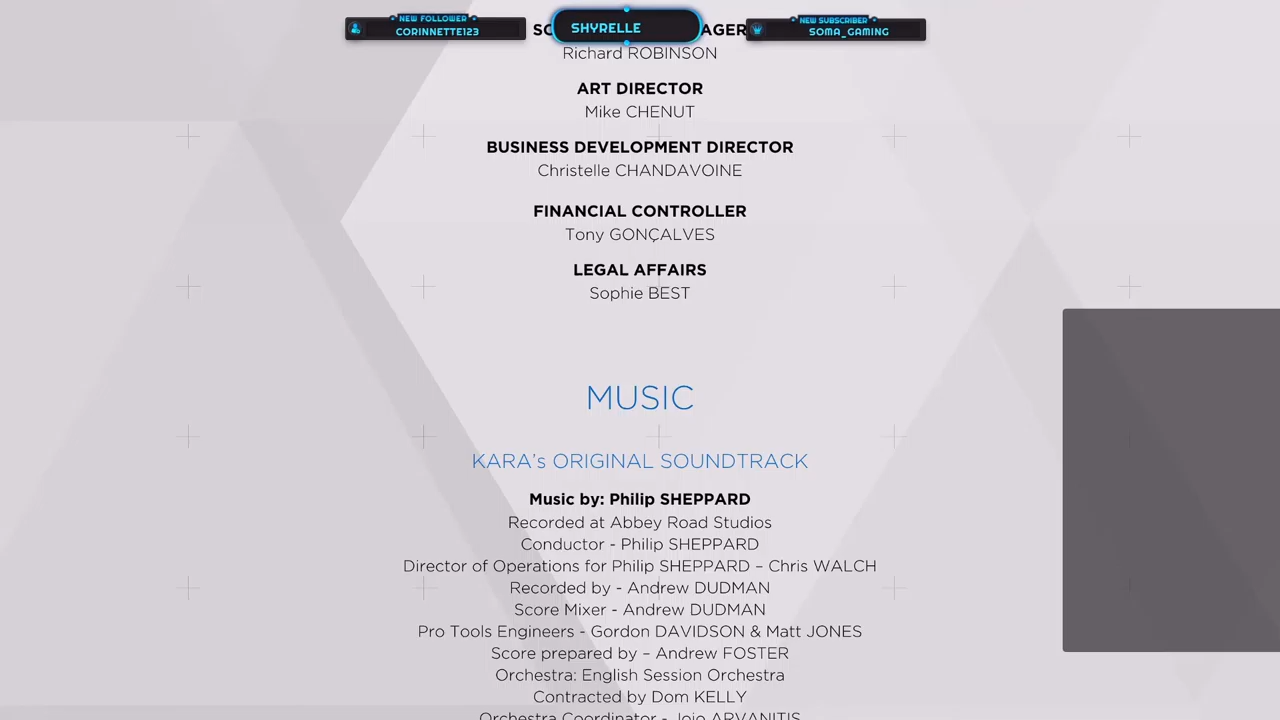 NEW FOLLOWER
CORINNETTE123
SHYRELLE
NEW SUBSCRIBER
SOMA_GAMING
Richard ROBINSON
ART DIRECTOR
Mike CHENUT
BUSINESS DEVELOPMENT DIRECTOR
Christelle CHANDAVOINE
FINANCIAL CONTROLLER
Tony GONÇALVES
LEGAL AFFAIRS
Sophie BEST
MUSIC
KARA's ORIGINAL SOUNDTRACK
Music by: Philip SHEPPARD
Recorded at Abbey Road Studios
Conductor - Philip SHEPPARD
Director of Operations for Philip SHEPPARD – Chris WALCH
Recorded by - Andrew DUDMAN
Score Mixer - Andrew DUDMAN
Pro Tools Engineers - Gordon DAVIDSON & Matt JONES
Score prepared by – Andrew FOSTER
Orchestra: English Session Orchestra
Contracted by Dom KELLY
Orchestra Coordinator - Jojo ARVANITIS